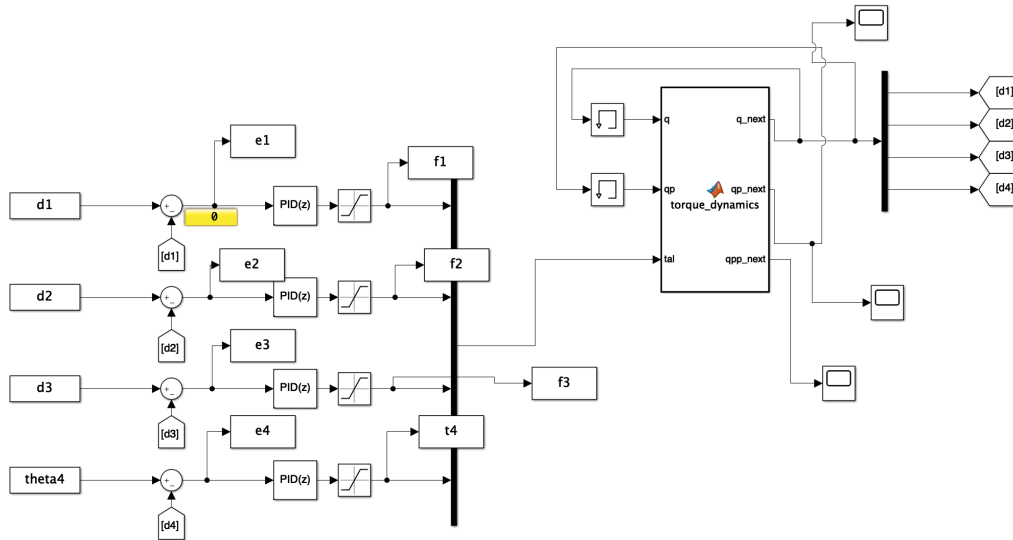 e1
f1
d1
+
-
0
PID(z)
[d1]
e2
f2
d2
+
-
PID(z)
[d2]
e3
d3
+
-
PID(z)
f3
[d3]
e4
t4
theta4
+
-
PID(z)
[d4]
q
q_next
qp
qp_next
torque_dynamics
tal
qpp_next
[d1]
[d2]
[d3]
[d4]